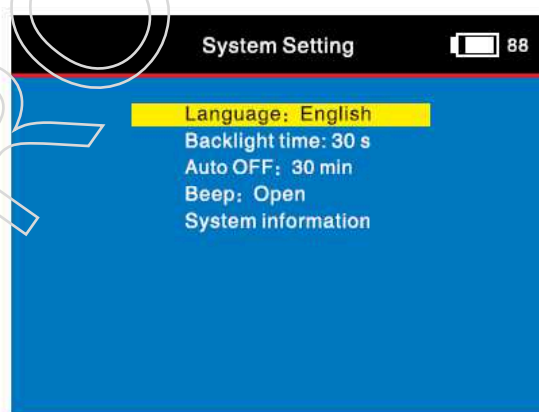 System Setting
88
Language：English
Backlight time: 30 s
Auto OFF：30 min
Beep：Open
System information